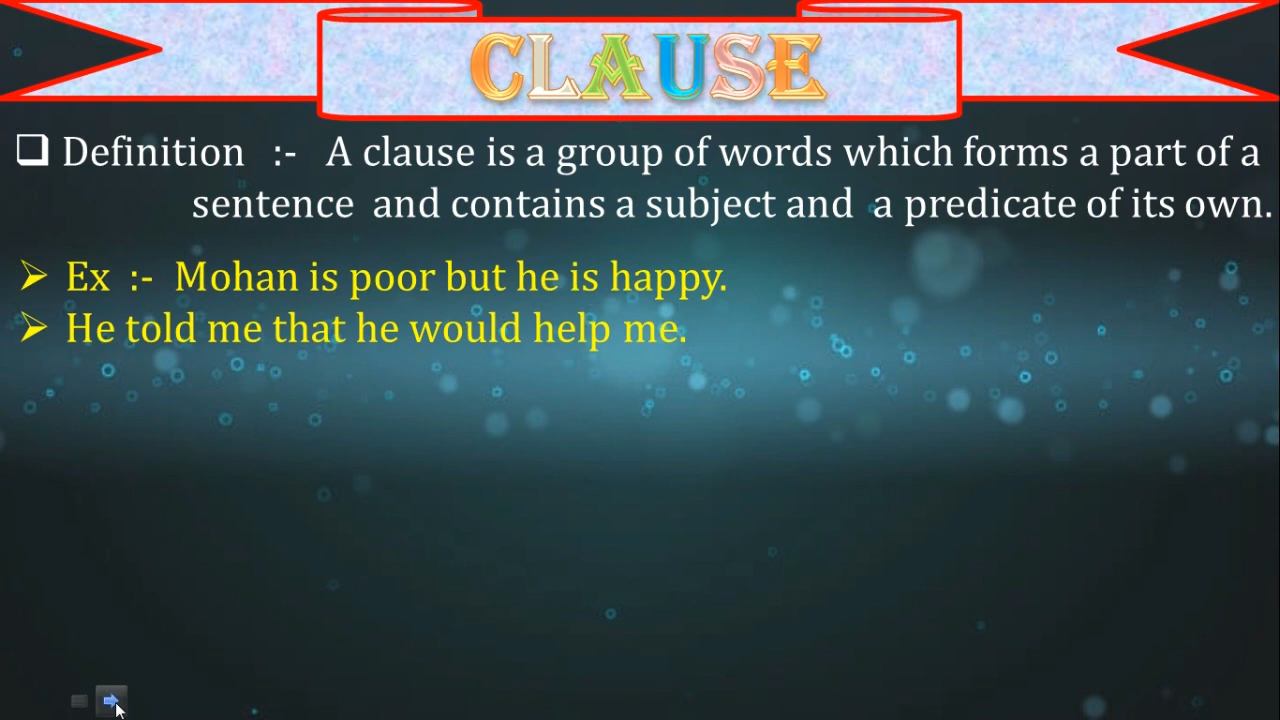 CLAUSE
Definition :- A clause is a group of words which forms a part of a
sentence and contains a subject and a predicate of its own.
Ex :- Mohan is poor but he is happy.
He told me that he would help me.